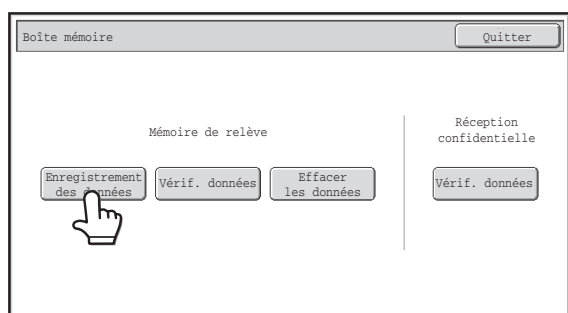 Boîte mémoire
Quitter
Mémoire de relève
Réception
confidentielle
Enregistrement
des données
Vérif. données
Effacer
les données
Vérif. données